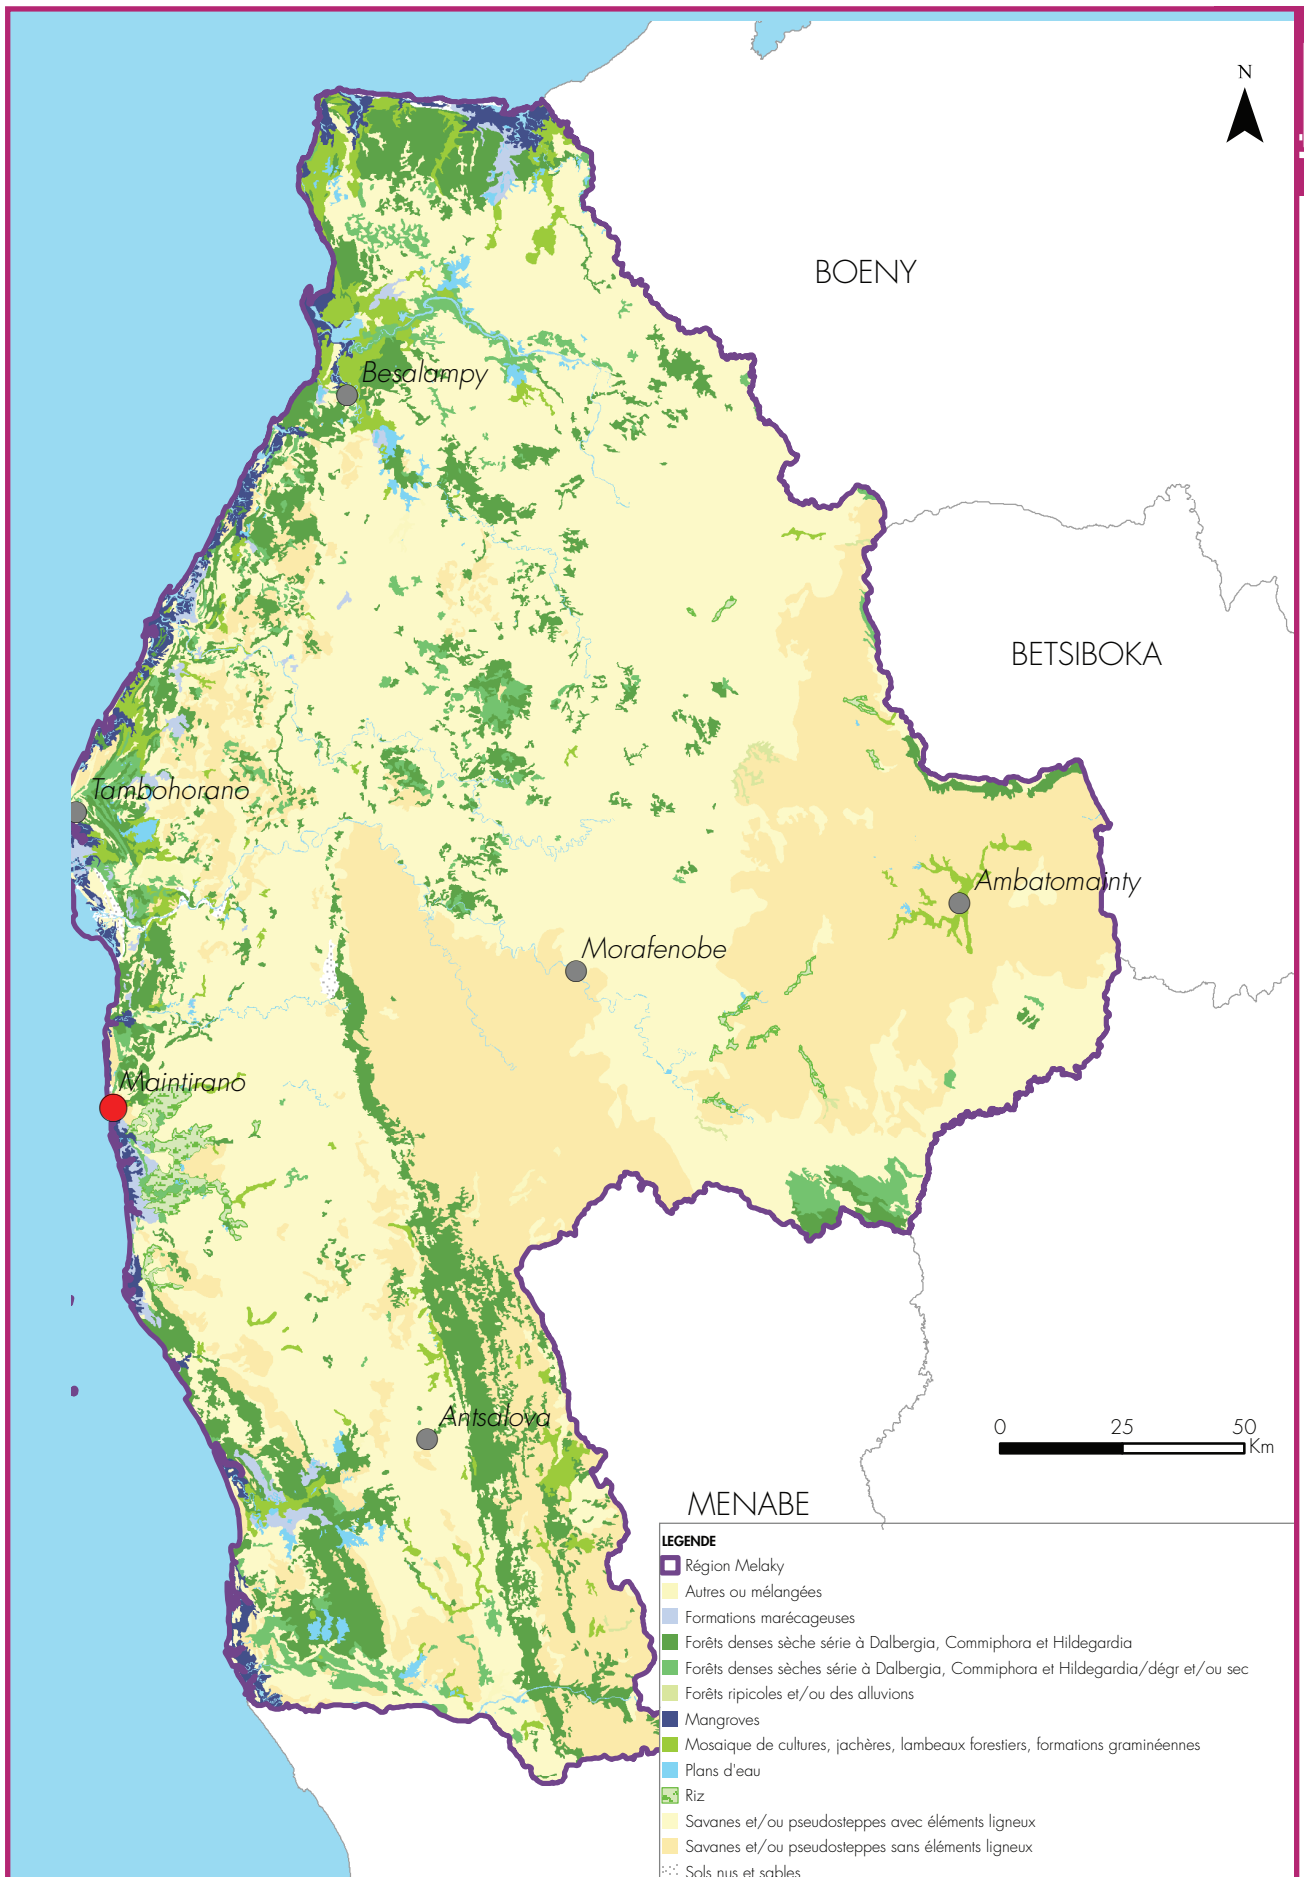 N
BOENY
Besalampy
BETSIBOKA
Tambohorano
Ambatomainty
Morafenobe
Maintirano
Antsalova
0 25 50
Km
MENABE
LEGENDE
Région Melaky
Autres ou mélangées
Formations marécageuses
Forêts denses sèche série à Dalbergia, Commiphora et Hildegardia
Forêts denses sèches série à Dalbergia, Commiphora et Hildegardia/dégr et/ou sec
Forêts ripicoles et/ou des alluvions
Mangroves
Mosaique de cultures, jachères, lambeaux forestiers, formations graminéennes
Plans d'eau
Riz
Savanes et/ou pseudosteppes avec éléments ligneux
Savanes et/ou pseudosteppes sans éléments ligneux
Sols nus et sables